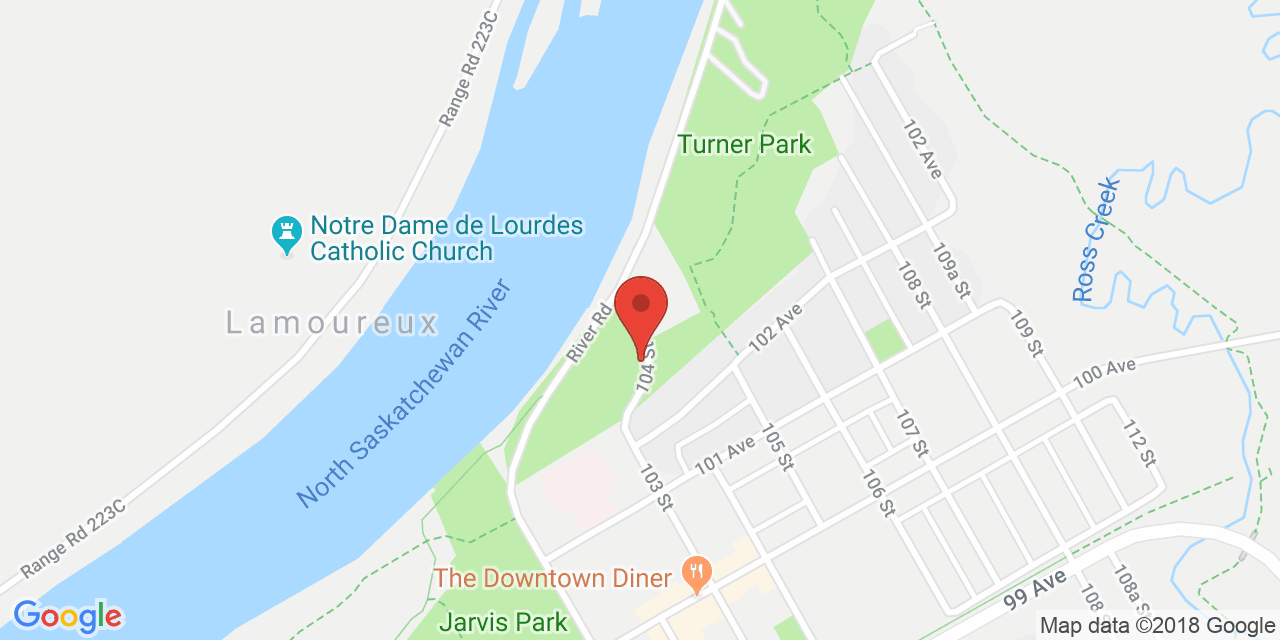 Range Rd 223C
Turner Park
102 Ave
Ross Creek
Notre Dame de Lourdes
Catholic Church
109a St
108 St
North Saskatchewan River
Lamoureux
River Rd
102 Ave
109 St
104 St
100 Ave
107 St
112 St
105 St
101 Ave
103 St
106 St
Range Rd 223C
The Downtown Diner
99 Ave
108a St
108
Jarvis Park
Google
Map data ©2018 Google